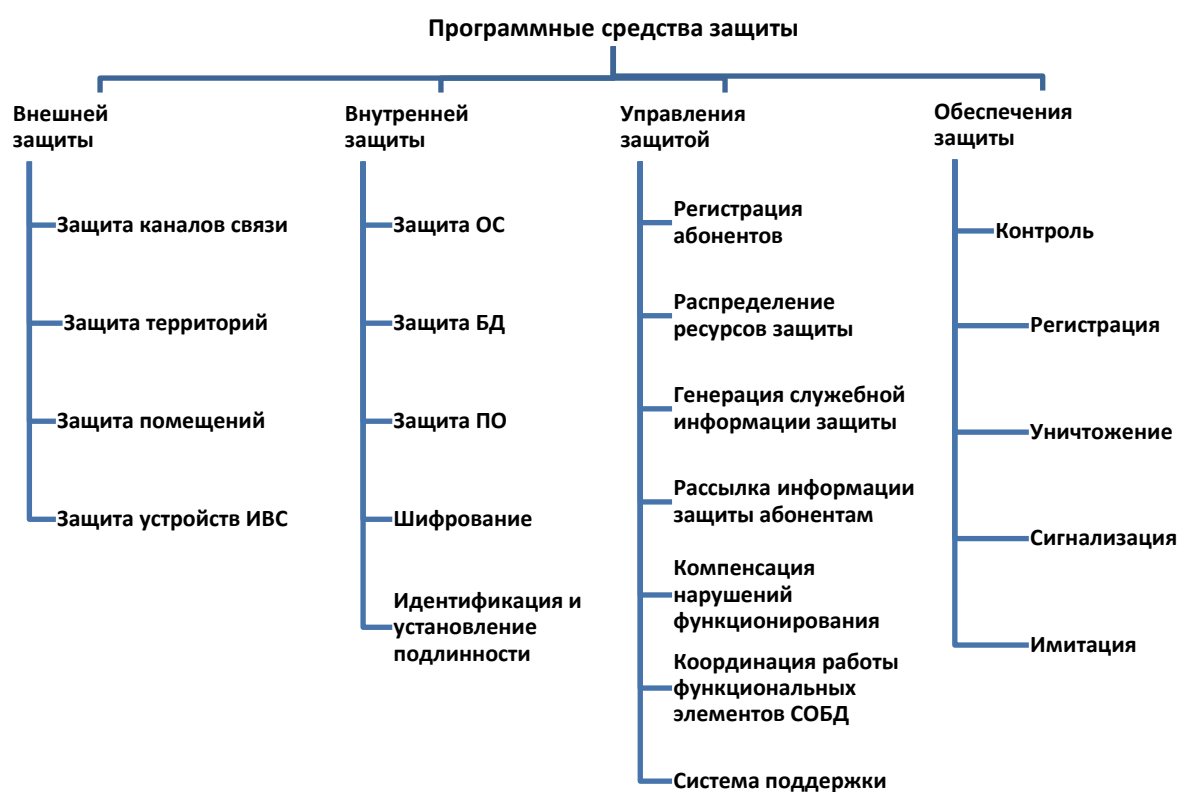 Программные средства защиты
Внешней
защиты
Защита каналов связи
Защита территорий
Защита помещений
Защита устройств ИВС
Внутренней
защиты
Защита ОС
Защита БД
Защита ПО
Шифрование
Идентификация и
установление
подлинности
Управления
защитой
Регистрация
абонентов
Распределение
ресурсов защиты
Генерация служебной
информации защиты
Рассылка информации
защиты абонентам
Компенсация
нарушений
функционирования
Координация работы
функциональных
элементов СОБД
Система поддержки
Обеспечения
защиты
Контроль
Регистрация
Уничтожение
Сигнализация
Имитация